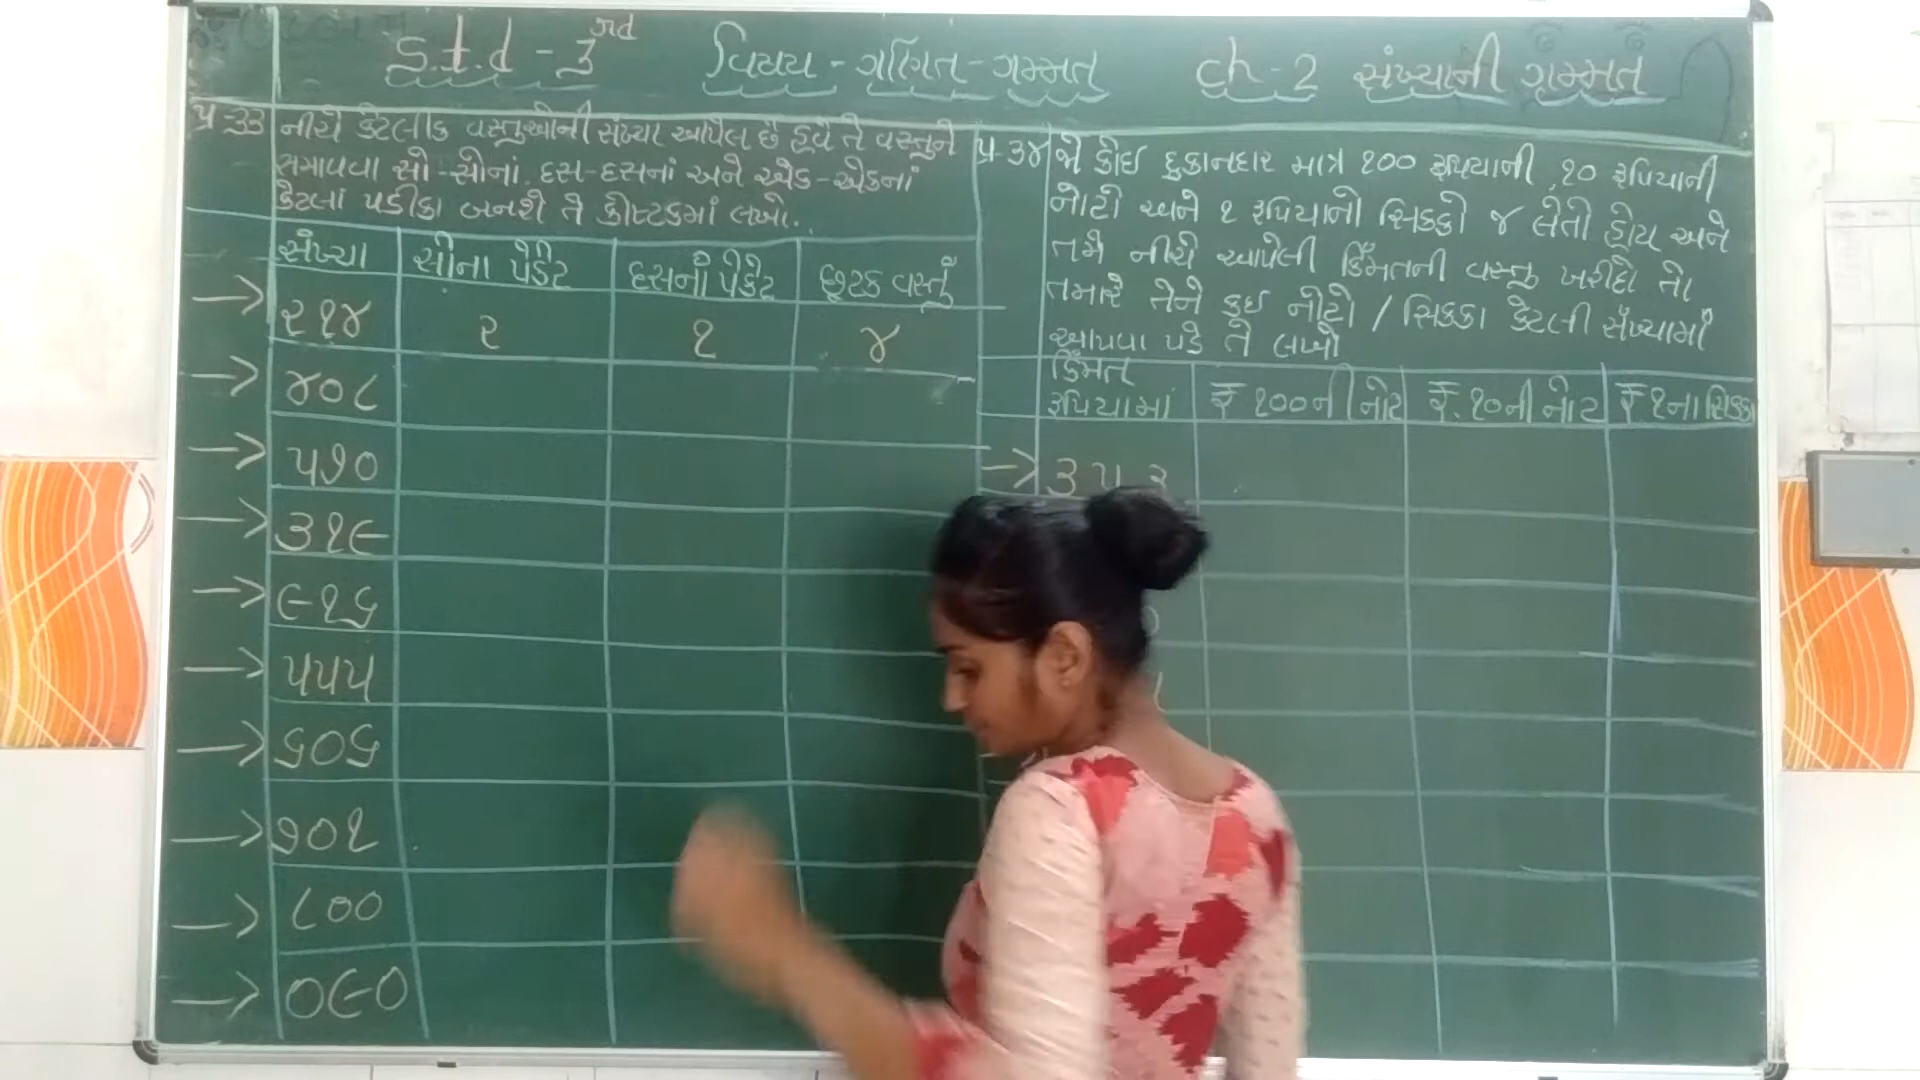 S.t.d - 3rd વિષય - ગણિત - ગમ્મત ch - 2 સંખ્યાની ગમ્મત
પ્ર-૩૩ નીચે કેટલીક વસ્તુઓની સંખ્યા આપેલ છે હવે તે વસ્તુને
સમાવવા સો-સોનાં, દસ-દસનાં અને એક-એકનાં
કેટલાં પડીકા બનશે તે કોષ્ટકમાં લખો.
સંખ્યા સોના પેકેટ દસનાં પેકેટ છૂટક વસ્તું
→ ૨૧૪ ૨ ૧ ૪
→ ૪૦૮
→ ૫૭૦
→ ૩૧૯
→ ૯૧૬
→ ૫૫૫
→ ૬૦૬
→ ૭૦૧
→ ૮૦૦
→ ૦૯૦
પ્ર-૩૪ જો કોઈ દુકાનદાર માત્ર ૧૦૦ રૂપિયાની, ૧૦ રૂપિયાની
નોટો અને ૧ રૂપિયાનો સિક્કો જ લેતો હોય અને
તમે નીચે આપેલી કિંમતની વસ્તુ ખરીદો તો
તમારે તેને કઇ નોટો / સિક્કા કેટલી સંખ્યામાં
આપવા પડે તે લખો
કિંમત
રૂપિયામાં ₹ ૧૦૦ની નોટ ₹.૧૦ની નોટ ₹ ૧ના સિક્કા
→ ૩૫૩